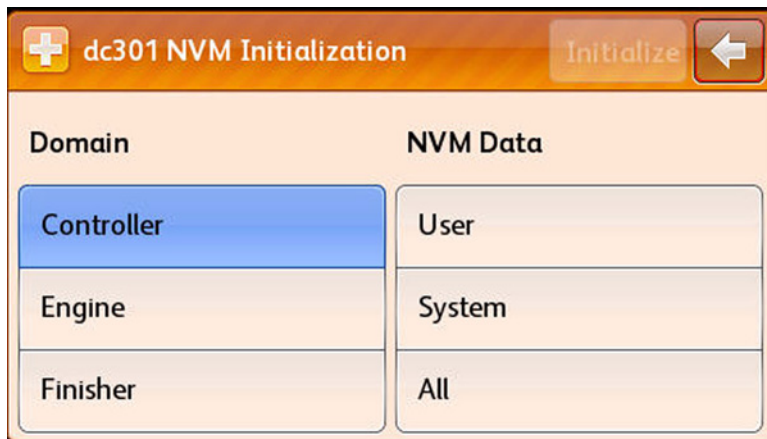 dc301 NVM Initialization Initialize
Domain NVM Data
Controller User
Engine System
Finisher All